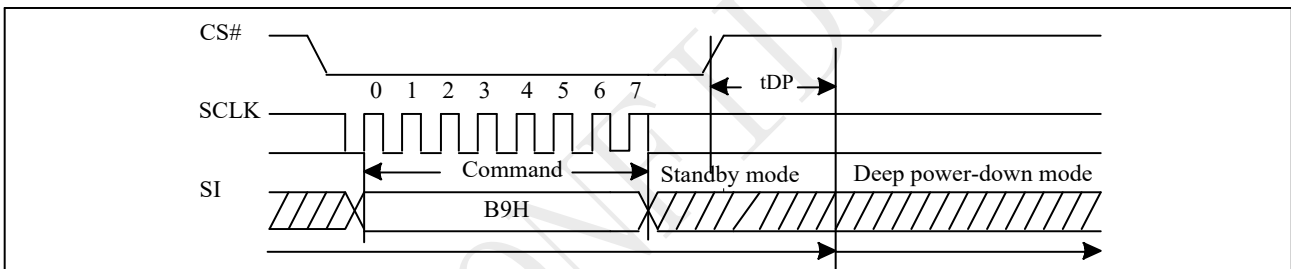 CS#
tDP
0 1 2 3 4 5 6 7
SCLK
Command
Standby mode
Deep power-down mode
SI
B9H